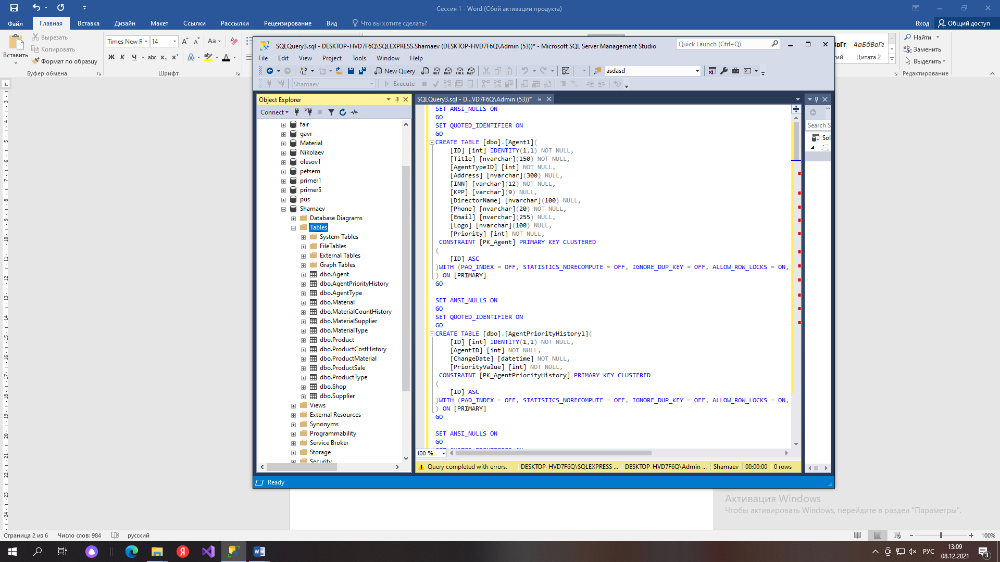 Сессия 1 - Word (Сбой активации продукта)
Файл Главная Вставка Дизайн Макет Ссылки Рассылки Рецензирование Вид Что вы хотите сделать? Вход Общий доступ
Вставить
Вырезать
Копировать
Формат по образцу
Буфер обмена
Times New R 14
Aa
Ж К Ч abc x₂ x²
Шрифт
АаБбВвГг
Цитата 2
Найти
Заменить
Выделить
Редактирование
SQLQuery3.sql - DESKTOP-HVD7F6Q\SQLEXPRESS.Shamaev (DESKTOP-HVD7F6Q\Admin (53))* - Microsoft SQL Server Management Studio
Quick Launch (Ctrl+Q)
File Edit View Project Tools Window Help
New Query
asdasd
Shamaev
Execute
Object Explorer
Connect
fair
gavr
Material
Nikolaev
olesov1
petsem
primer1
primer5
pus
Shamaev
Database Diagrams
Tables
System Tables
FileTables
External Tables
Graph Tables
dbo.Agent
dbo.AgentPriorityHistory
dbo.AgentType
dbo.Material
dbo.MaterialCountHistory
dbo.MaterialSupplier
dbo.MaterialType
dbo.Product
dbo.ProductCostHistory
dbo.ProductMaterial
dbo.ProductSale
dbo.ProductType
dbo.Shop
dbo.Supplier
Views
External Resources
Synonyms
Programmability
Service Broker
Storage
Security
SQLQuery3.sql - D...VD7F6Q\Admin (53))*
SET ANSI_NULLS ON
GO
SET QUOTED_IDENTIFIER ON
GO
CREATE TABLE [dbo].[Agent1](
[ID] [int] IDENTITY(1,1) NOT NULL,
[Title] [nvarchar](150) NOT NULL,
[AgentTypeID] [int] NOT NULL,
[Address] [nvarchar](300) NULL,
[INN] [varchar](12) NOT NULL,
[KPP] [varchar](9) NULL,
[DirectorName] [nvarchar](100) NULL,
[Phone] [nvarchar](20) NOT NULL,
[Email] [nvarchar](255) NULL,
[Logo] [nvarchar](100) NULL,
[Priority] [int] NOT NULL,
CONSTRAINT [PK_Agent] PRIMARY KEY CLUSTERED
(
[ID] ASC
)WITH (PAD_INDEX = OFF, STATISTICS_NORECOMPUTE = OFF, IGNORE_DUP_KEY = OFF, ALLOW_ROW_LOCKS = ON,
) ON [PRIMARY]
GO
SET ANSI_NULLS ON
GO
SET QUOTED_IDENTIFIER ON
GO
CREATE TABLE [dbo].[AgentPriorityHistory1](
[ID] [int] IDENTITY(1,1) NOT NULL,
[AgentID] [int] NOT NULL,
[ChangeDate] [datetime] NOT NULL,
[PriorityValue] [int] NOT NULL,
CONSTRAINT [PK_AgentPriorityHistory] PRIMARY KEY CLUSTERED
(
[ID] ASC
)WITH (PAD_INDEX = OFF, STATISTICS_NORECOMPUTE = OFF, IGNORE_DUP_KEY = OFF, ALLOW_ROW_LOCKS = ON,
) ON [PRIMARY]
GO
SET ANSI_NULLS ON
GO
100 %
Query completed with errors. DESKTOP-HVD7F6Q\SQLEXPRESS ... DESKTOP-HVD7F6Q\Admin ... Shamaev 00:00:00 0 rows
Search S
Sol
Ready
Активация Windows
Чтобы активировать Windows, перейдите в раздел "Параметры".
Страница 2 из 6 Число слов: 984 русский
100%
РУС
13:09
08.12.2021
3